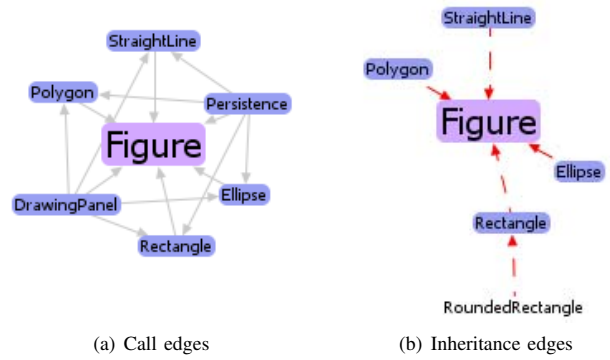 StraightLine
Polygon
Persistence
Figure
Ellipse
DrawingPanel
Rectangle
(a) Call edges
StraightLine
Polygon
Figure
Ellipse
Rectangle
RoundedRectangle
(b) Inheritance edges